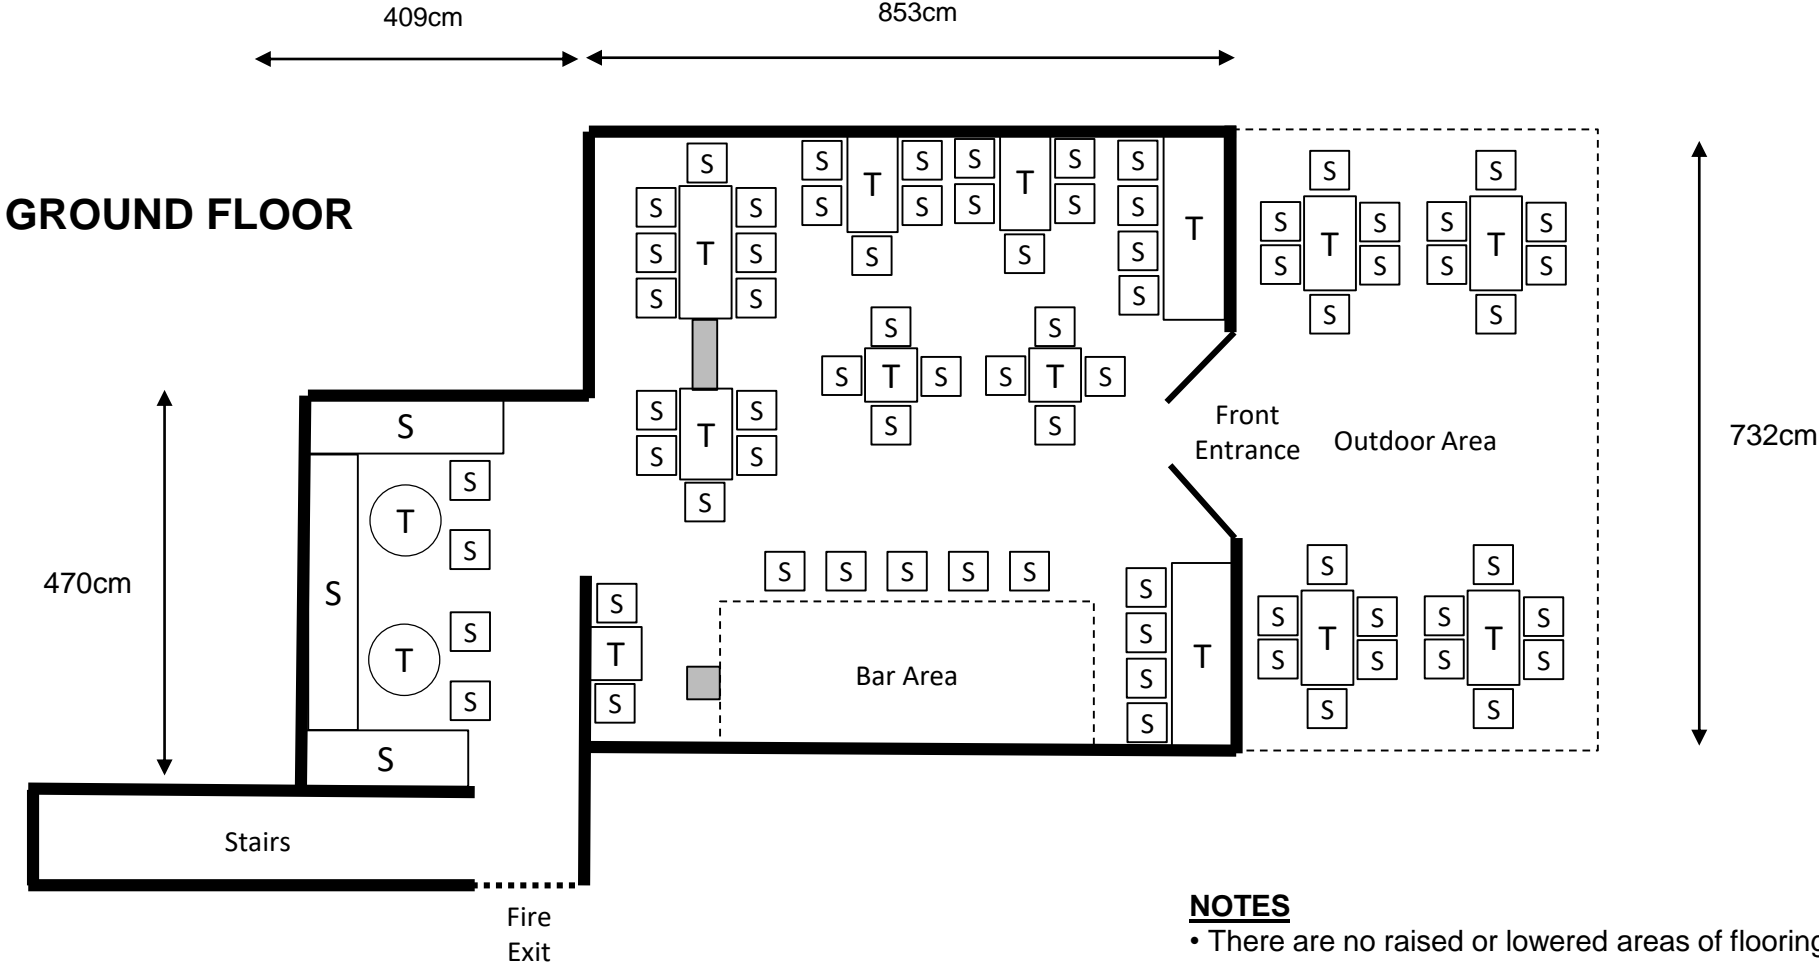 409cm
853cm
GROUND FLOOR
S S S S S S
S S S S S S S
T T T T
S S S S S
S S S S S S
S T S T S T S
S S S S S S S
S S S S
S S
S T S S T S
S S
S S S S
T
S S
S
S
S
T
S
S
S
T
S
S
S
T
S
S S S S S
S
S
S
S
T
Bar Area
Front
Entrance
Outdoor Area
S S
S T S S T S
S S S S
S S
732cm
470cm
Stairs
Fire
Exit
NOTES
• There are no raised or lowered areas of flooring